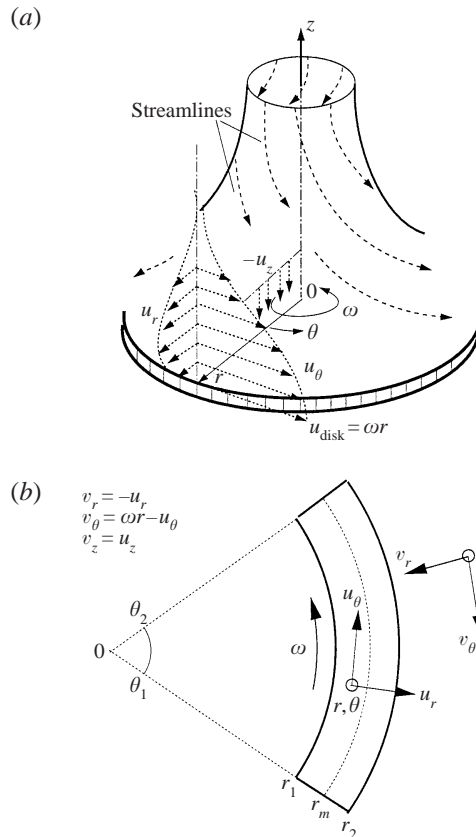 (a)
z
Streamlines
−u_z
0
u_r
ω
θ
r
u_θ
u_disk = ωr
(b)
v_r = −u_r
v_θ = ωr−u_θ
v_z = u_z
θ_2
0
θ_1
ω
u_θ
v_r
v_θ
r, θ
u_r
r_1
r_m
r_2